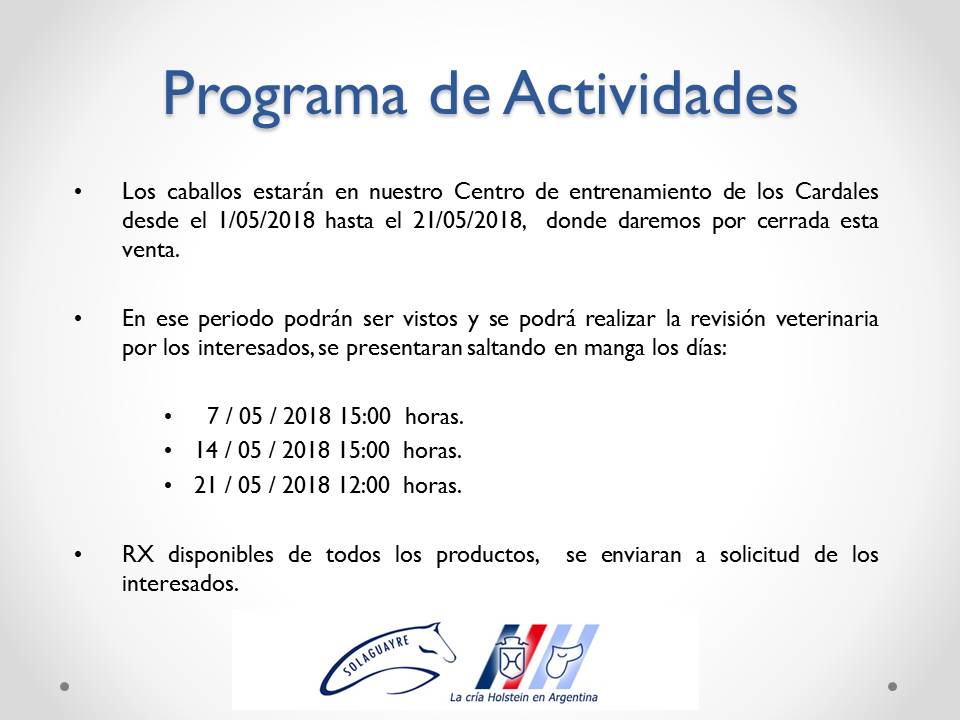 Programa de Actividades
• Los caballos estarán en nuestro Centro de entrenamiento de los Cardales
desde el 1/05/2018 hasta el 21/05/2018, donde daremos por cerrada esta
venta.
• En ese periodo podrán ser vistos y se podrá realizar la revisión veterinaria
por los interesados, se presentaran saltando en manga los días:
• 7 / 05 / 2018 15:00 horas.
• 14 / 05 / 2018 15:00 horas.
• 21 / 05 / 2018 12:00 horas.
• RX disponibles de todos los productos, se enviaran a solicitud de los
interesados.
SOLAGUAYRE
La cría Holstein en Argentina